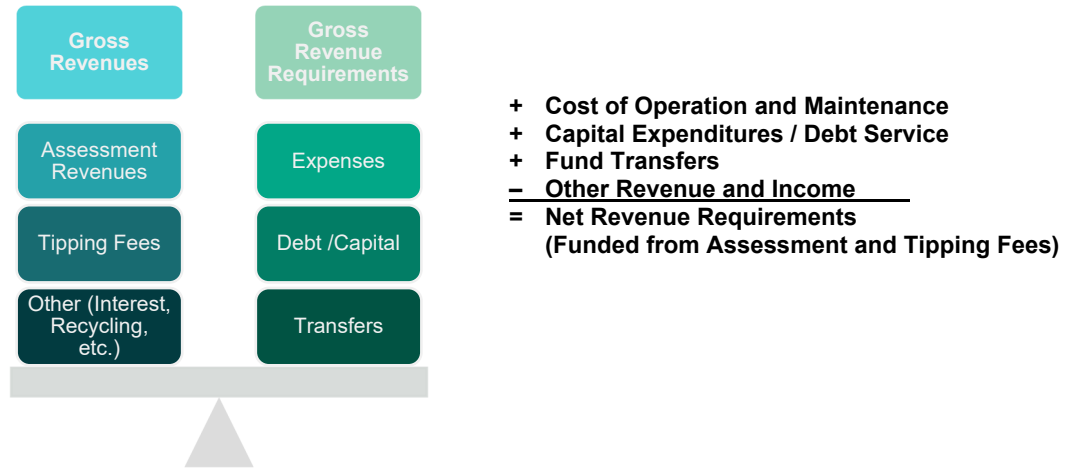 Gross
Revenues
Gross
Revenue
Requirements
Assessment
Revenues
Expenses
Tipping Fees
Debt /Capital
Other (Interest,
Recycling,
etc.)
Transfers
+ Cost of Operation and Maintenance
+ Capital Expenditures / Debt Service
+ Fund Transfers
– Other Revenue and Income
= Net Revenue Requirements
(Funded from Assessment and Tipping Fees)